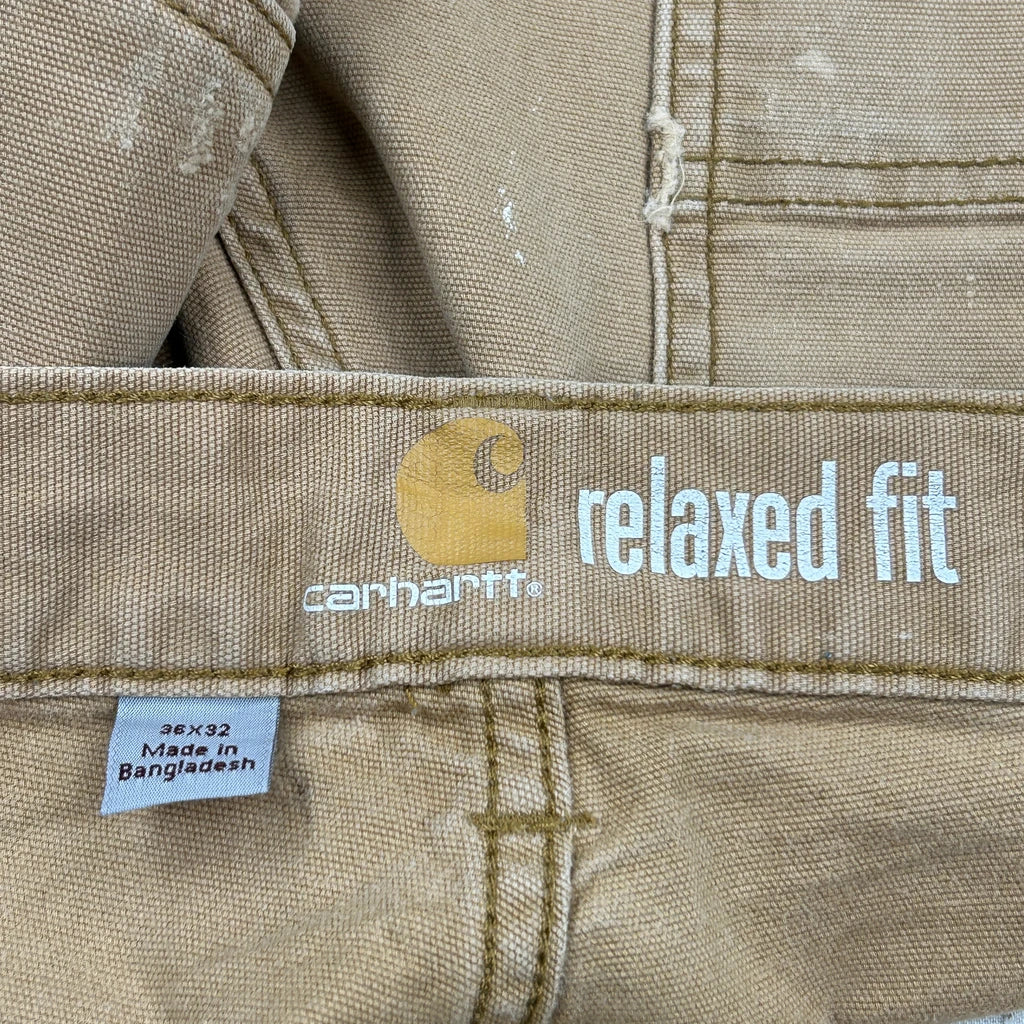 relaxed fit
carhartt®
36X32
Made in
Bangladesh